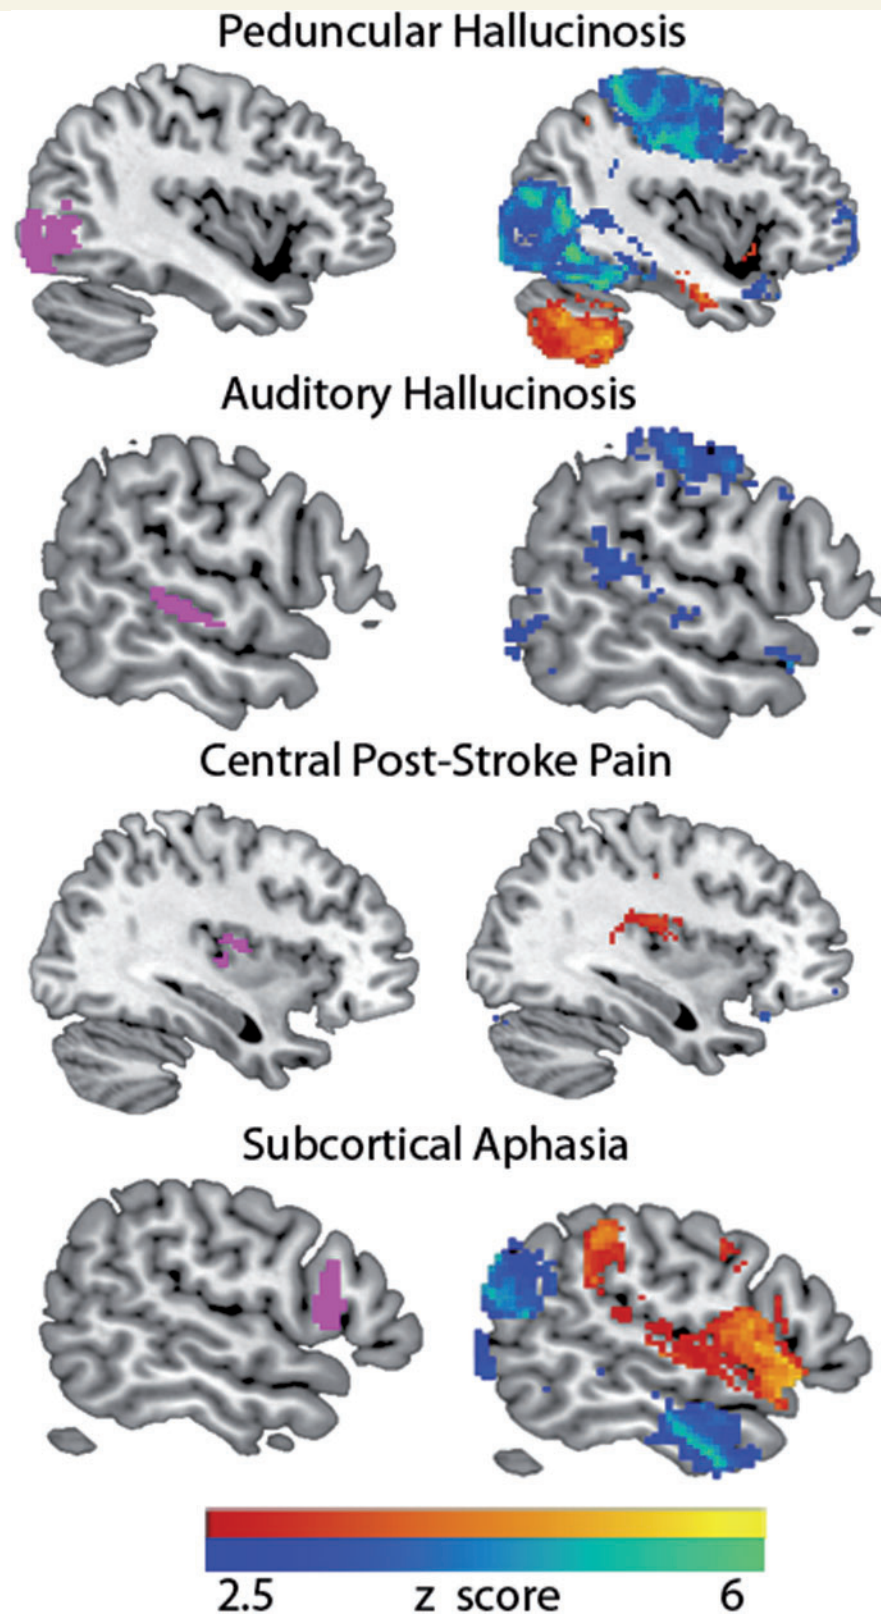 Peduncular Hallucinosis
Auditory Hallucinosis
Central Post-Stroke Pain
Subcortical Aphasia
2.5 z score 6